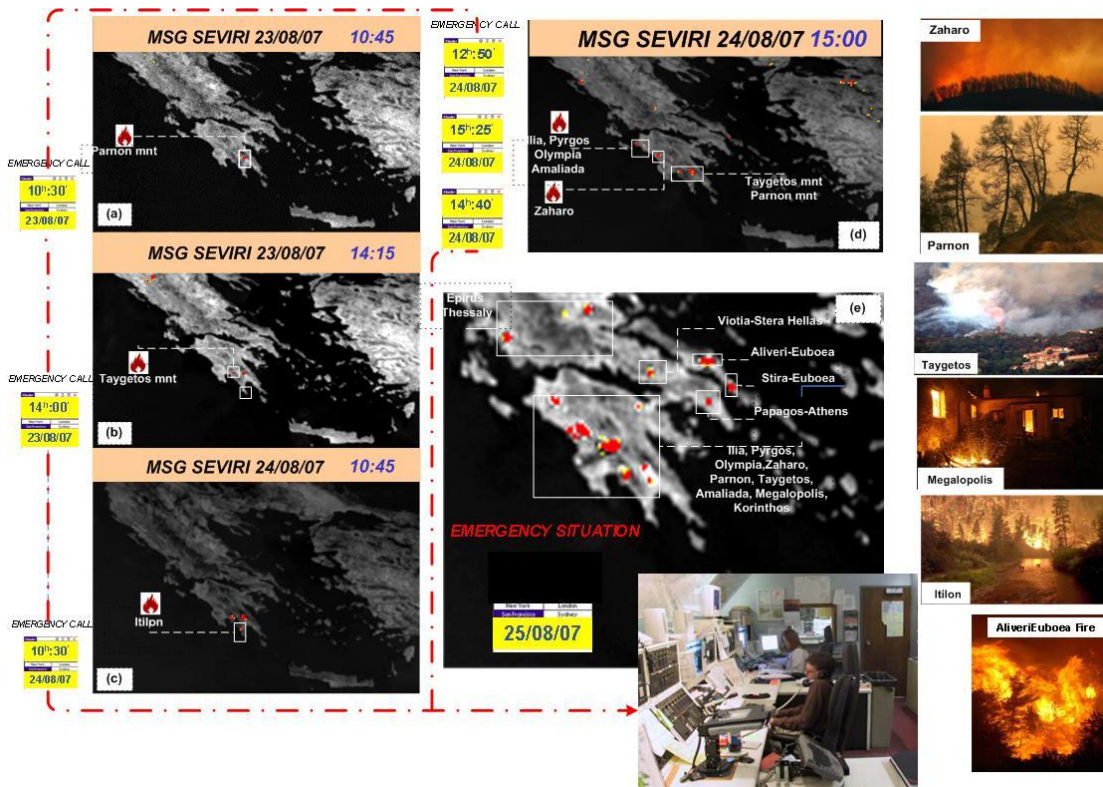 EMERGENCY CALL
10h:30'
23/08/07
EMERGENCY CALL
14h:00'
23/08/07
EMERGENCY CALL
10h:30'
24/08/07
MSG SEVIRI 23/08/07 10:45
Parnon mnt
(a)
MSG SEVIRI 23/08/07 14:15
Taygetos mnt
(b)
MSG SEVIRI 24/08/07 10:45
Itilpn
(c)
EMERGENCY CALL
12h:50'
New York London
San Francisco Sydney
24/08/07
15h:25'
24/08/07
14h:40'
24/08/07
MSG SEVIRI 24/08/07 15:00
Ilia, Pyrgos
Olympia
Amaliada
Zaharo
Taygetos mnt
Parnon mnt
(d)
Epirus
Thessaly
(e)
Viotia-Stera Hellas
Aliveri-Euboea
Stira-Euboea
Papagos-Athens
Ilia, Pyrgos,
Olympia,Zaharo,
Parnon, Taygetos,
Amaliada, Megalopolis,
Korinthos
EMERGENCY SITUATION
New York London
San Francisco Sydney
25/08/07
Zaharo
Parnon
Taygetos
Megalopolis
Itilon
AliveriEuboea Fire